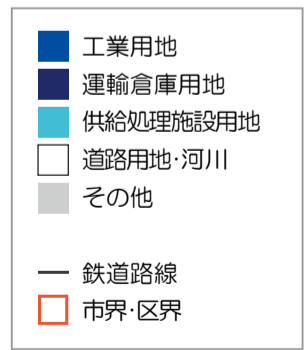 工業用地
運輸倉庫用地
供給処理施設用地
道路用地･河川
その他
鉄道路線
市界･区界